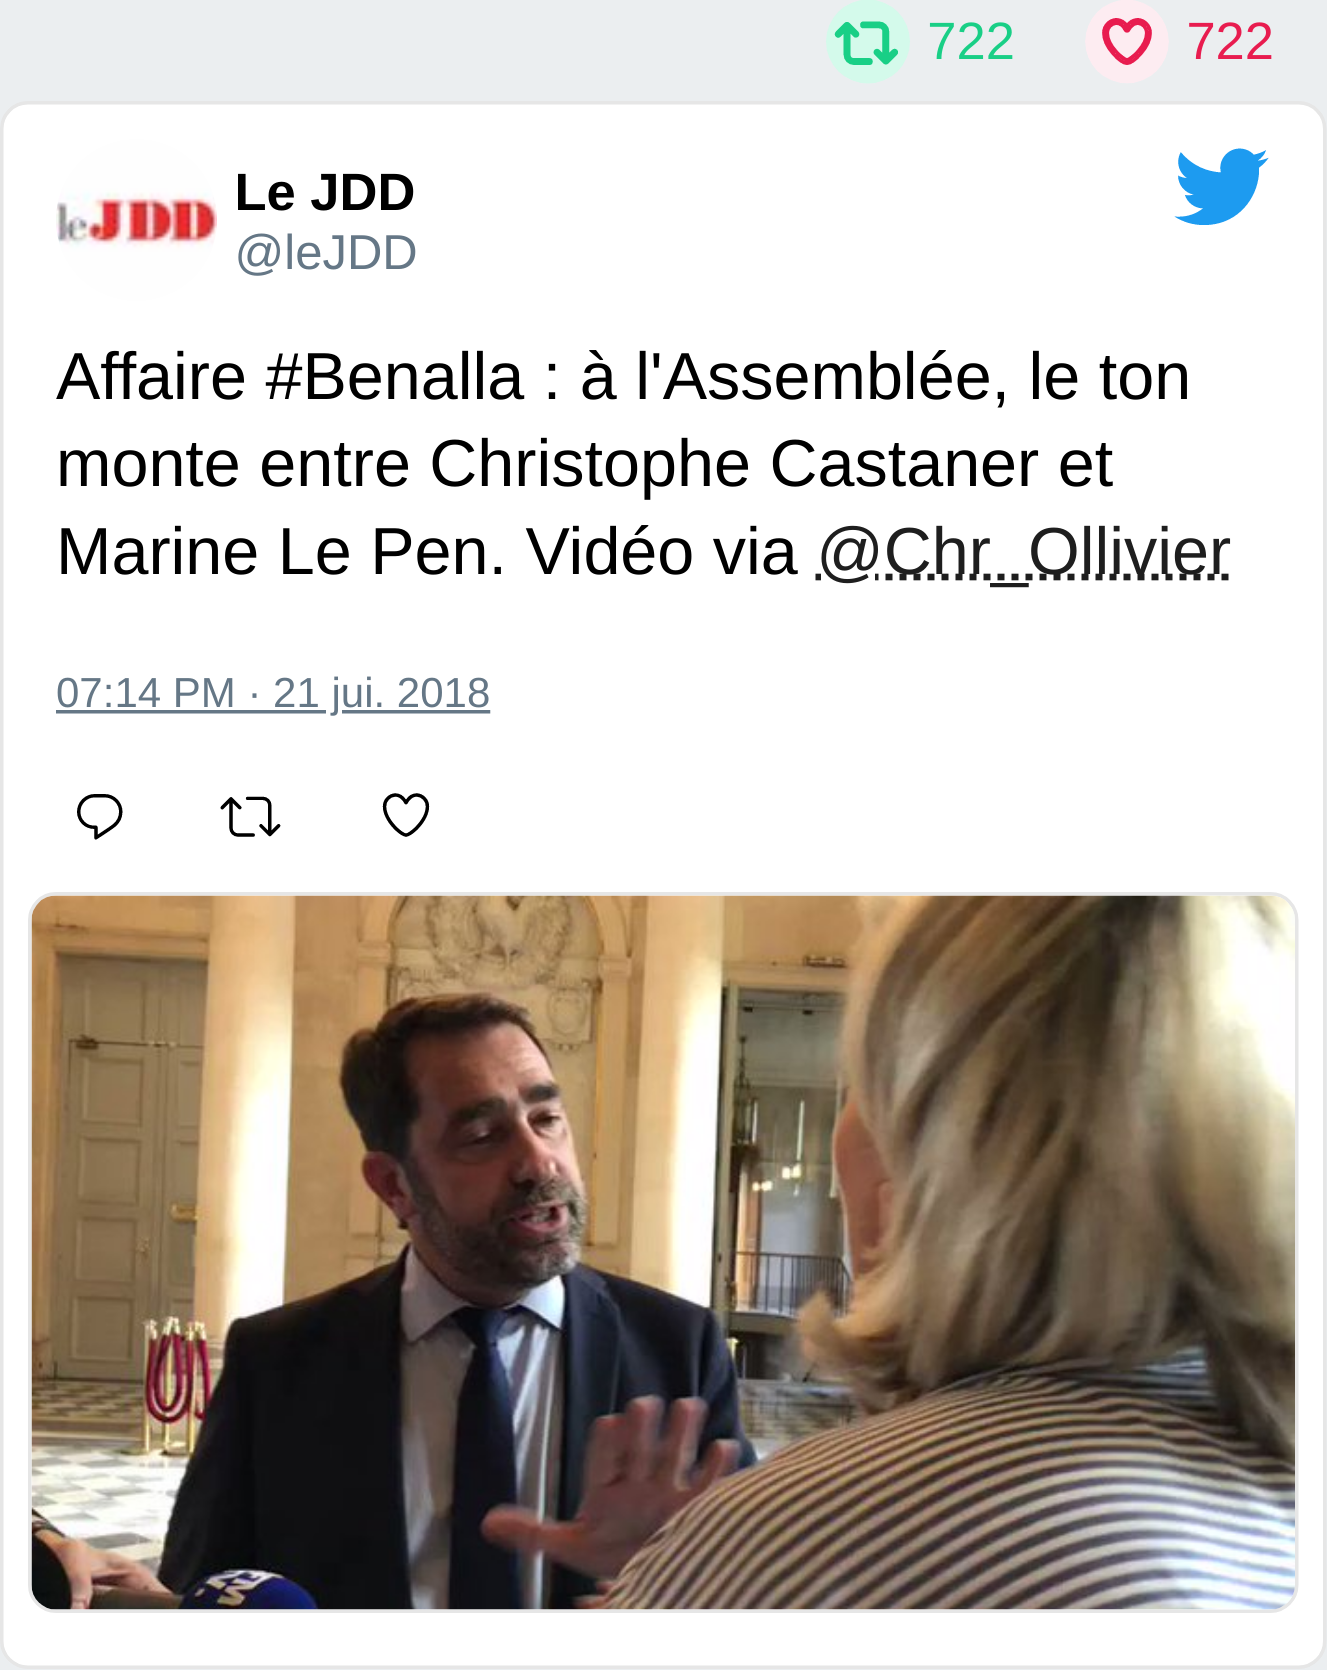 722 722
leJDD
Le JDD
@leJDD
Affaire #Benalla : à l'Assemblée, le ton
monte entre Christophe Castaner et
Marine Le Pen. Vidéo via @Chr_Ollivier
07:14 PM · 21 jui. 2018